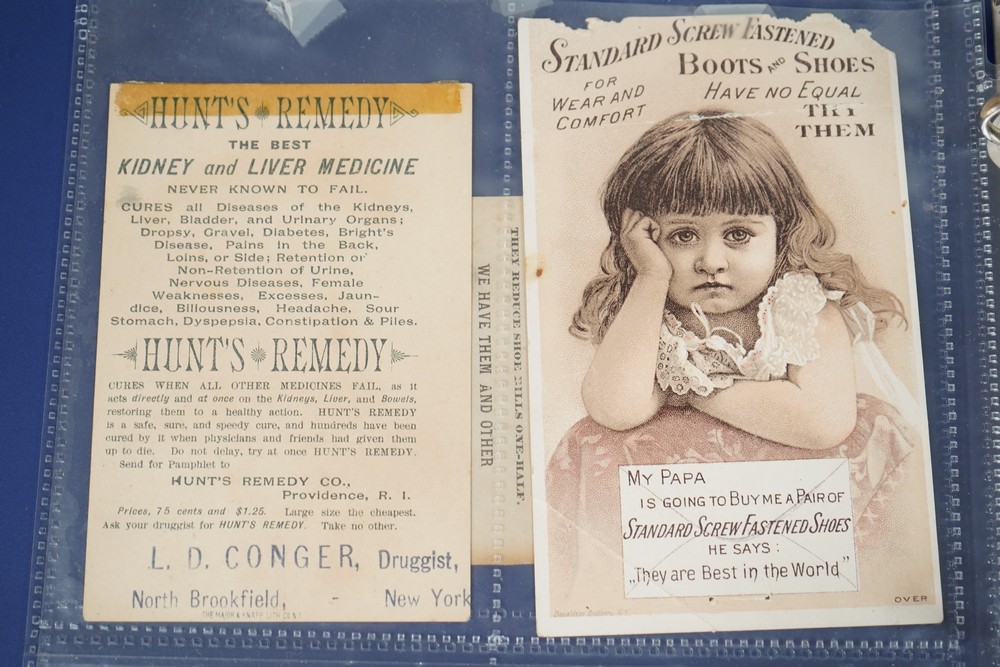 HUNT'S REMEDY
THE BEST
KIDNEY and LIVER MEDICINE
NEVER KNOWN TO FAIL.
CURES all Diseases of the Kidneys,
Liver, Bladder, and Urinary Organs;
Dropsy, Gravel, Diabetes, Bright's
Disease, Pains in the Back,
Loins, or Side; Retention or
Non-Retention of Urine,
Nervous Diseases, Female
Weaknesses, Excesses, Jaun-
dice, Biliousness, Headache, Sour
Stomach, Dyspepsia, Constipation & Piles.
HUNT'S REMEDY
CURES WHEN ALL OTHER MEDICINES FAIL, as it
acts directly and at once on the Kidneys, Liver, and Bowels,
restoring them to a healthy action. HUNT'S REMEDY
is a safe, sure, and speedy cure, and hundreds have been
cured by it when physicians and friends had given them
up to die. Do not delay, try at once HUNT'S REMEDY.
Send for Pamphlet to
HUNT'S REMEDY CO.,
Providence, R. I.
Prices, 75 cents and $1.25. Large size the cheapest.
Ask your druggist for HUNT'S REMEDY. Take no other.
L. D. CONGER, Druggist,
North Brookfield, - New York
THE MAJOR & KNAPP LITH. CO. N.Y.
THEY REDUCE SHOE BILLS ONE-HALF.
WE HAVE THEM AND OTHER
STANDARD SCREW FASTENED
BOOTS AND SHOES
FOR
WEAR AND
COMFORT
HAVE NO EQUAL
TRY
THEM
MY PAPA
IS GOING TO BUY ME A PAIR OF
STANDARD SCREW FASTENED SHOES
HE SAYS:
„They are Best in the World"
OVER